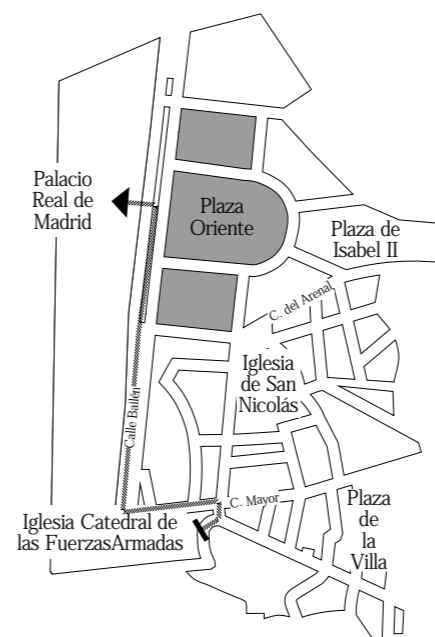 Palacio
Real de
Madrid
Plaza
Oriente
Plaza de
Isabel II
C. del Arenal
Iglesia
de San
Nicolás
Calle Bailén
C. Mayor
Plaza
de
la
Villa
Iglesia Catedral de
las FuerzasArmadas